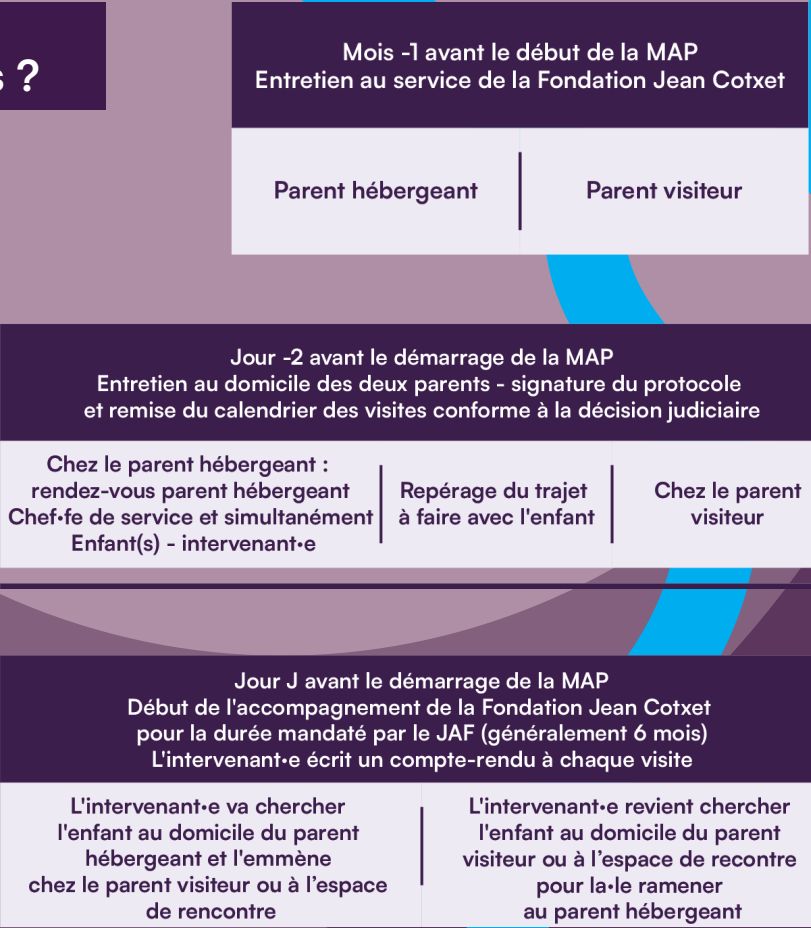 s ?
Mois -1 avant le début de la MAP
Entretien au service de la Fondation Jean Cotxet
Parent hébergeant
Parent visiteur
Jour -2 avant le démarrage de la MAP
Entretien au domicile des deux parents - signature du protocole
et remise du calendrier des visites conforme à la décision judiciaire
Chez le parent hébergeant :
rendez-vous parent hébergeant
Chef·fe de service et simultanément
Enfant(s) - intervenant·e
Repérage du trajet
à faire avec l'enfant
Chez le parent
visiteur
Jour J avant le démarrage de la MAP
Début de l'accompagnement de la Fondation Jean Cotxet
pour la durée mandaté par le JAF (généralement 6 mois)
L'intervenant·e écrit un compte-rendu à chaque visite
L'intervenant·e va chercher
l'enfant au domicile du parent
hébergeant et l'emmène
chez le parent visiteur ou à l’espace
de rencontre
L'intervenant·e revient chercher
l'enfant au domicile du parent
visiteur ou à l’espace de recontre
pour la·le ramener
au parent hébergeant